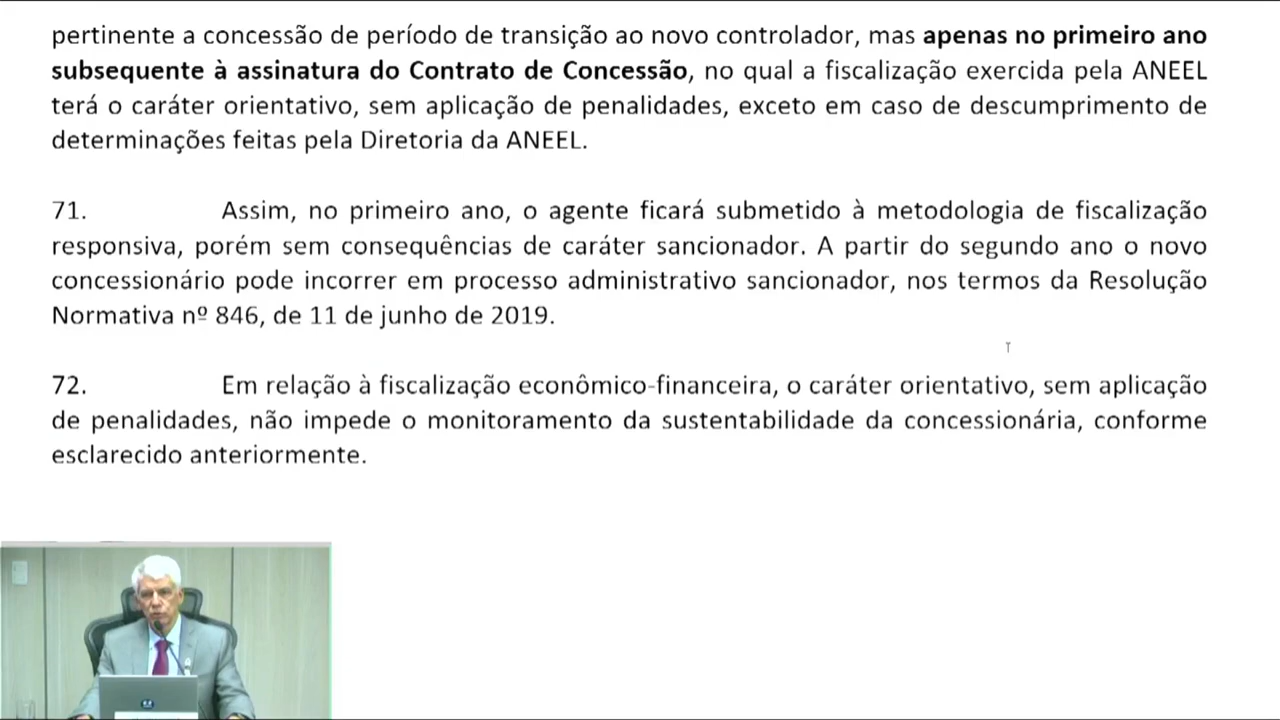 pertinente a concessão de período de transição ao novo controlador, mas apenas no primeiro ano
subsequente à assinatura do Contrato de Concessão, no qual a fiscalização exercida pela ANEEL
terá o caráter orientativo, sem aplicação de penalidades, exceto em caso de descumprimento de
determinações feitas pela Diretoria da ANEEL.
71. Assim, no primeiro ano, o agente ficará submetido à metodologia de fiscalização
responsiva, porém sem consequências de caráter sancionador. A partir do segundo ano o novo
concessionário pode incorrer em processo administrativo sancionador, nos termos da Resolução
Normativa nº 846, de 11 de junho de 2019.
72. Em relação à fiscalização econômico-financeira, o caráter orientativo, sem aplicação
de penalidades, não impede o monitoramento da sustentabilidade da concessionária, conforme
esclarecido anteriormente.